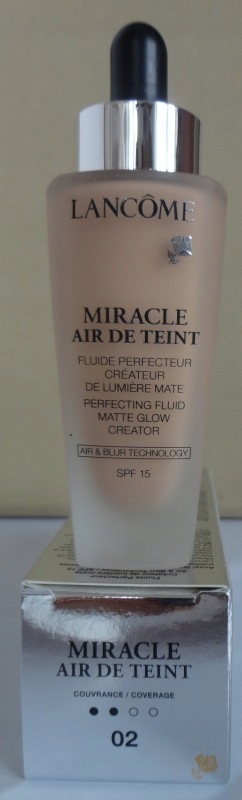 LANCÔME
MIRACLE
AIR DE TEINT
FLUIDE PERFECTEUR
CRÉATEUR
DE LUMIÈRE MATE
PERFECTING FLUID
MATTE GLOW
CREATOR
AIR & BLUR TECHNOLOGY
SPF 15
MIRACLE
AIR DE TEINT
COUVRANCE / COVERAGE
02